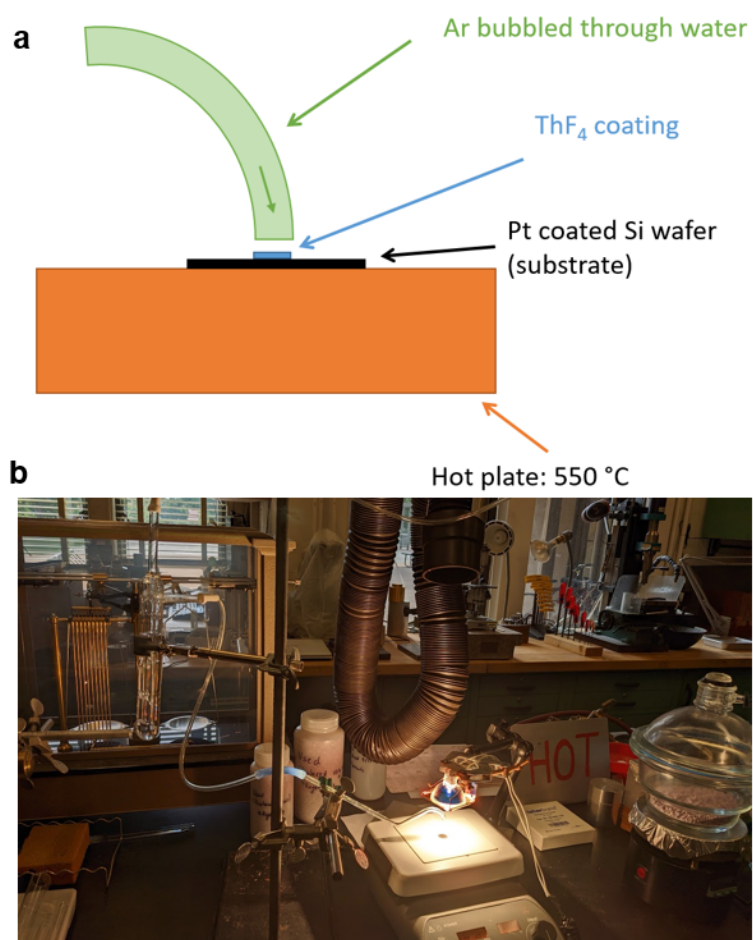 a
Ar bubbled through water
ThF₄ coating
Pt coated Si wafer
(substrate)
Hot plate: 550 °C
b
HOT